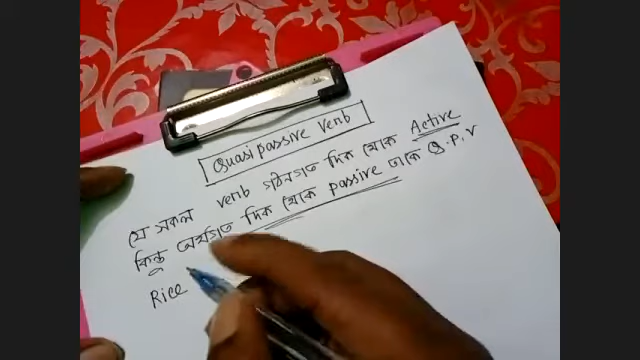 Quasi passive verb
যে সকল verb গঠনগত দিক থেকে Active
কিন্তু অর্থগত দিক থেকে passive তাকে Q.P.V
Rice